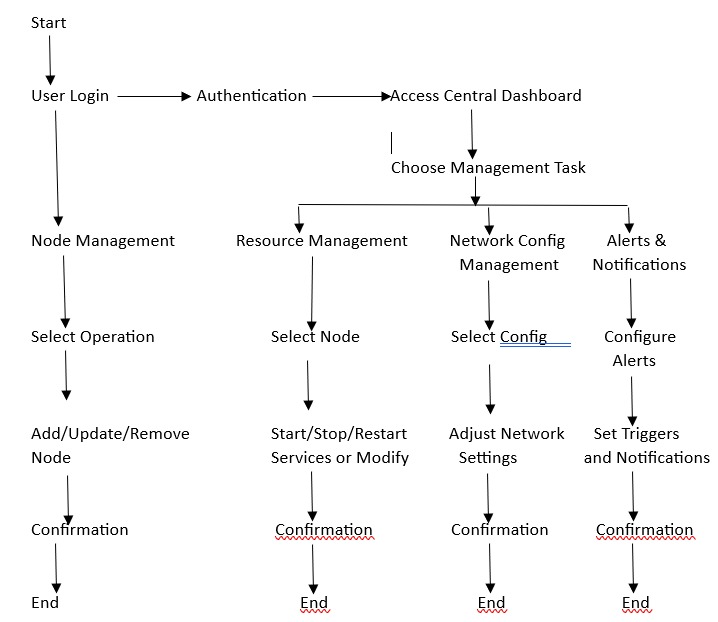 Start
User Login
Authentication
Access Central Dashboard
Choose Management Task
Node Management
Resource Management
Network Config
Management
Alerts &
Notifications
Select Operation
Select Node
Select Config
Configure
Alerts
Add/Update/Remove
Node
Start/Stop/Restart
Services or Modify
Adjust Network
Settings
Set Triggers
and Notifications
Confirmation
Confirmation
Confirmation
Confirmation
End
End
End
End